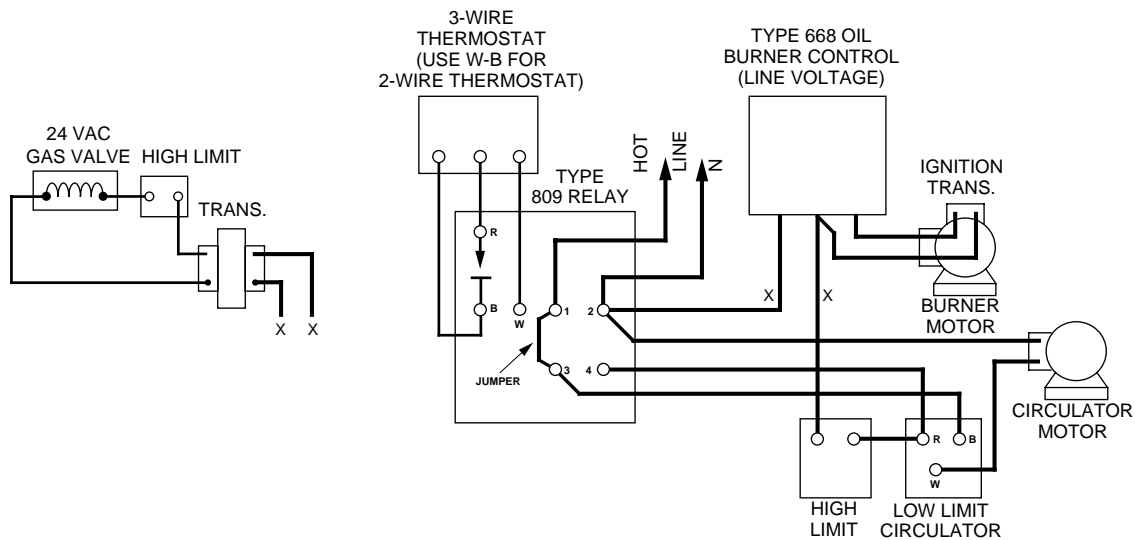 3-WIRE
THERMOSTAT
(USE W-B FOR
2-WIRE THERMOSTAT)
TYPE 668 OIL
BURNER CONTROL
(LINE VOLTAGE)
24 VAC
GAS VALVE
HIGH LIMIT
TRANS.
X X
HOT
LINE
N
TYPE
809 RELAY
IGNITION
TRANS.
BURNER
MOTOR
R
B
W
1
2
3
4
JUMPER
X X
CIRCULATOR
MOTOR
R B
W
HIGH
LIMIT
LOW LIMIT
CIRCULATOR